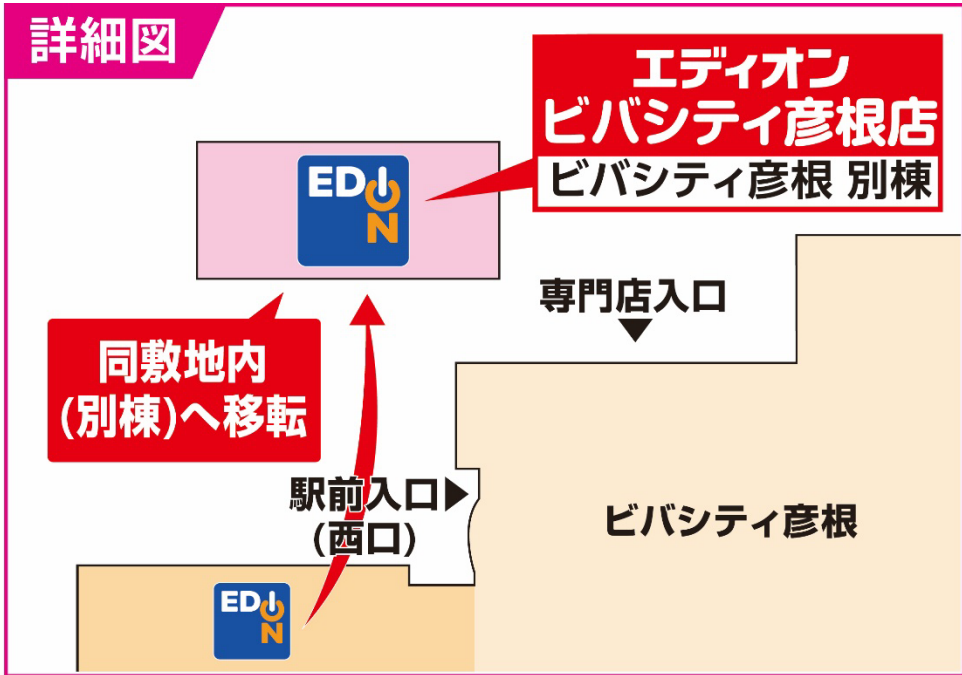 詳細図
エディオン
ビバシティ彦根店
ビバシティ彦根 別棟
EDION
専門店入口
同敷地内
(別棟)へ移転
駅前入口
(西口)
ビバシティ彦根
EDION